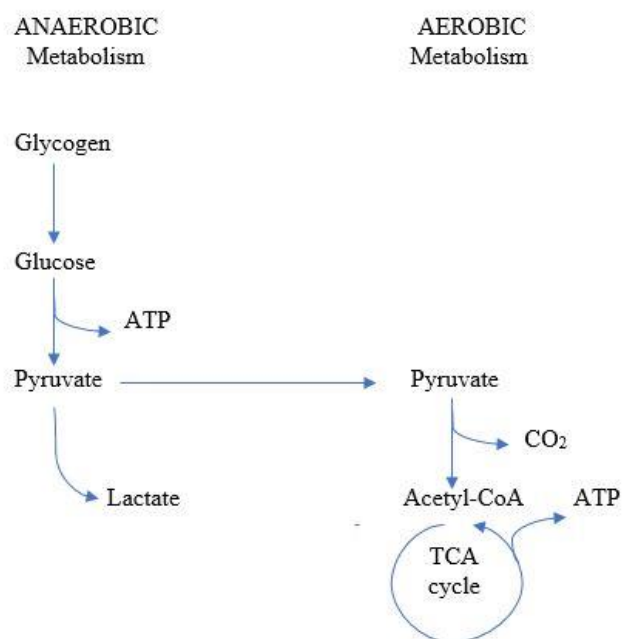 ANAEROBIC
Metabolism
AEROBIC
Metabolism
Glycogen
Glucose
ATP
Pyruvate
Pyruvate
CO₂
Lactate
Acetyl-CoA
ATP
TCA
cycle